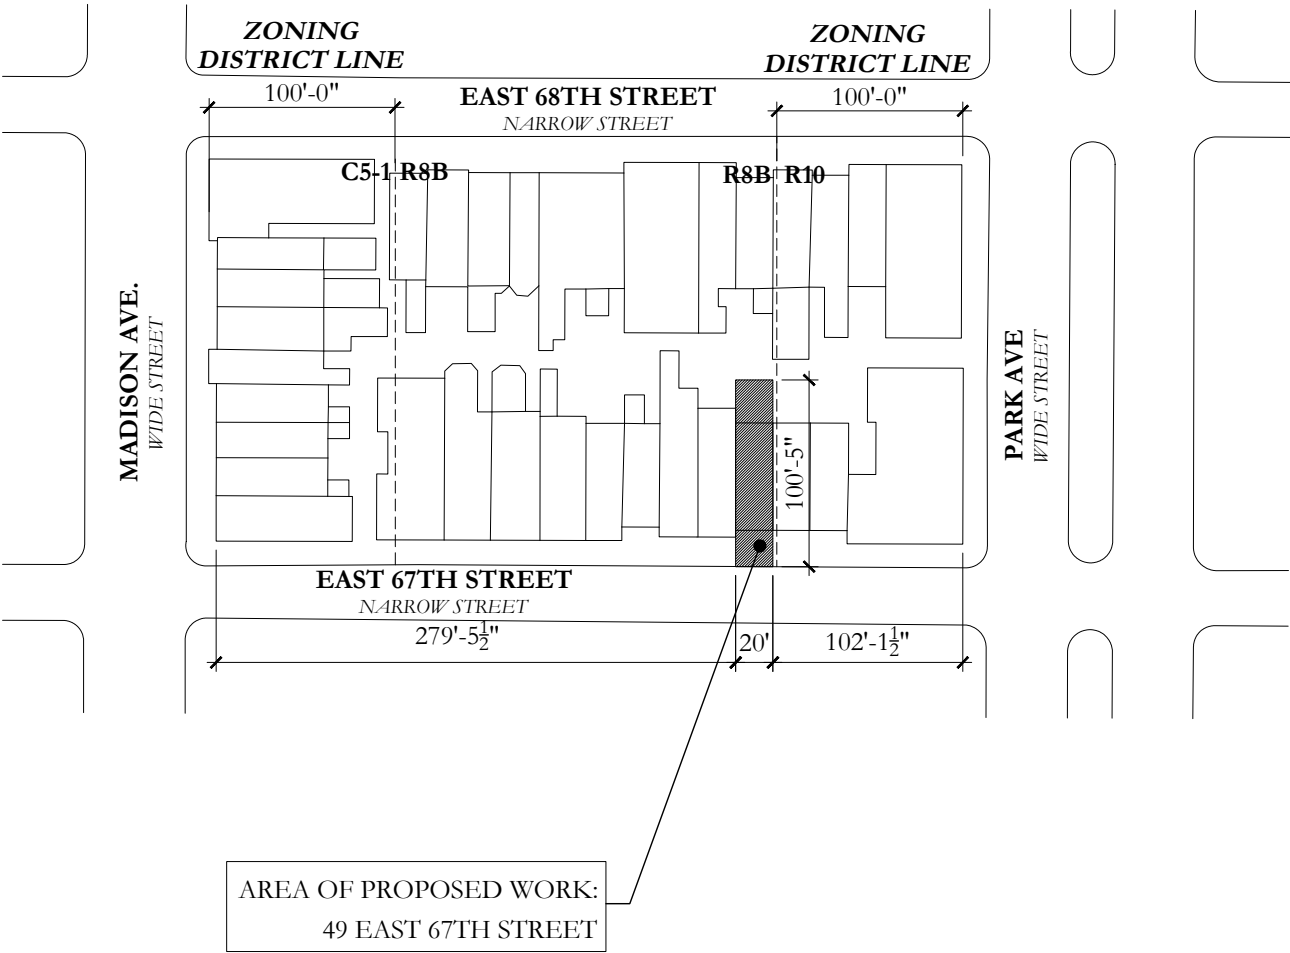 ZONING
DISTRICT LINE
ZONING
DISTRICT LINE
100'-0"
EAST 68TH STREET
NARROW STREET
100'-0"
C5-1 R8B
R8B R10
MADISON AVE.
WIDE STREET
PARK AVE
WIDE STREET
100'-5"
EAST 67TH STREET
NARROW STREET
279'-5½"
20'
102'-1½"
AREA OF PROPOSED WORK:
49 EAST 67TH STREET